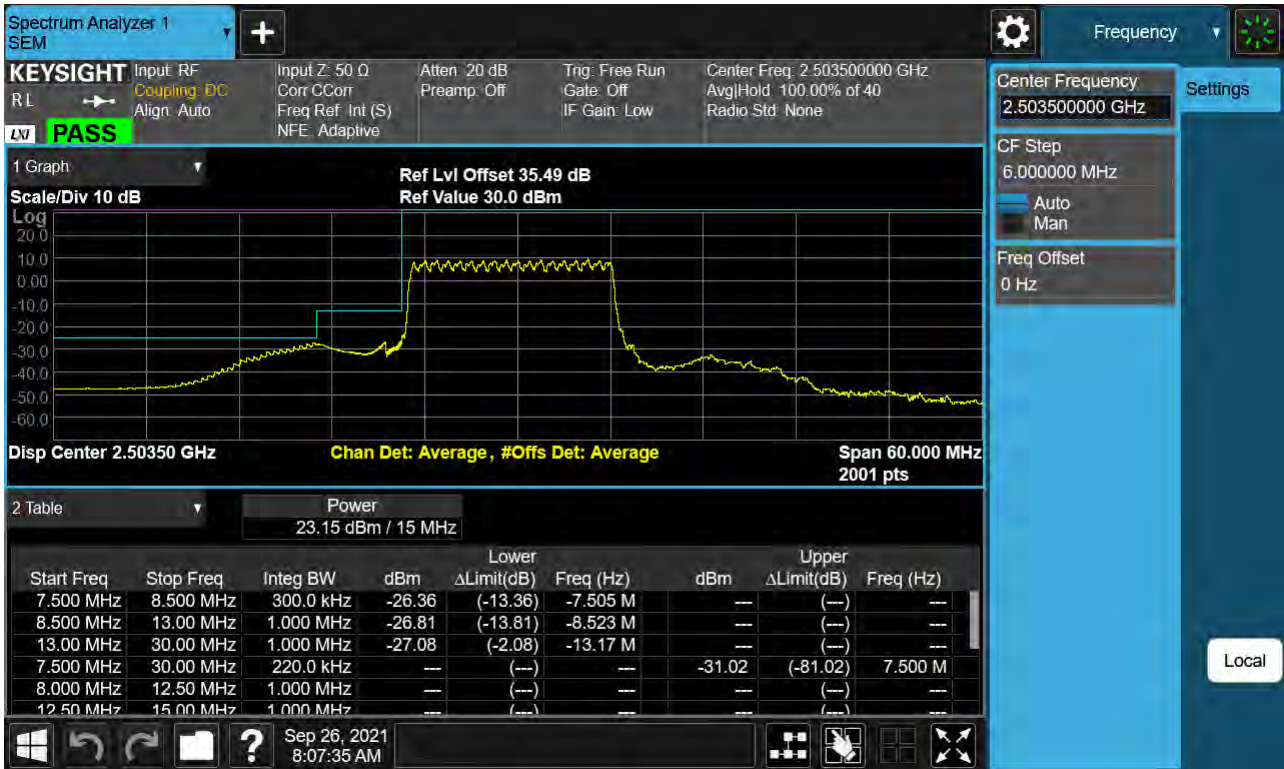 Spectrum Analyzer 1
SEM
Frequency
KEYSIGHT
RL
LXI
PASS
Input: RF
Coupling: DC
Align: Auto
Input Z: 50 Ω
Corr CCorr
Freq Ref: Int (S)
NFE: Adaptive
Atten: 20 dB
Preamp: Off
Trig: Free Run
Gate: Off
IF Gain: Low
Center Freq: 2.503500000 GHz
Avg|Hold: 100.00% of 40
Radio Std: None
Center Frequency
2.503500000 GHz
Settings
CF Step
6.000000 MHz
Auto
Man
Freq Offset
0 Hz
Local
1 Graph
Scale/Div 10 dB
Ref Lvl Offset 35.49 dB
Ref Value 30.0 dBm
Log
20.0
10.0
0.00
-10.0
-20.0
-30.0
-40.0
-50.0
-60.0
Disp Center 2.50350 GHz
Chan Det: Average, #Offs Det: Average
Span 60.000 MHz
2001 pts
2 Table
Power
23.15 dBm / 15 MHz
Lower Upper
Start Freq Stop Freq Integ BW dBm ΔLimit(dB) Freq (Hz) dBm ΔLimit(dB) Freq (Hz)
7.500 MHz 8.500 MHz 300.0 kHz -26.36 (-13.36) -7.505 M --- (---) ---
8.500 MHz 13.00 MHz 1.000 MHz -26.81 (-13.81) -8.523 M --- (---) ---
13.00 MHz 30.00 MHz 1.000 MHz -27.08 (-2.08) -13.17 M --- (---) ---
7.500 MHz 30.00 MHz 220.0 kHz --- (---) --- -31.02 (-81.02) 7.500 M
8.000 MHz 12.50 MHz 1.000 MHz --- (---) --- --- (---) ---
12.50 MHz 15.00 MHz 1.000 MHz --- (---) --- --- (---) ---
?
Sep 26, 2021
8:07:35 AM